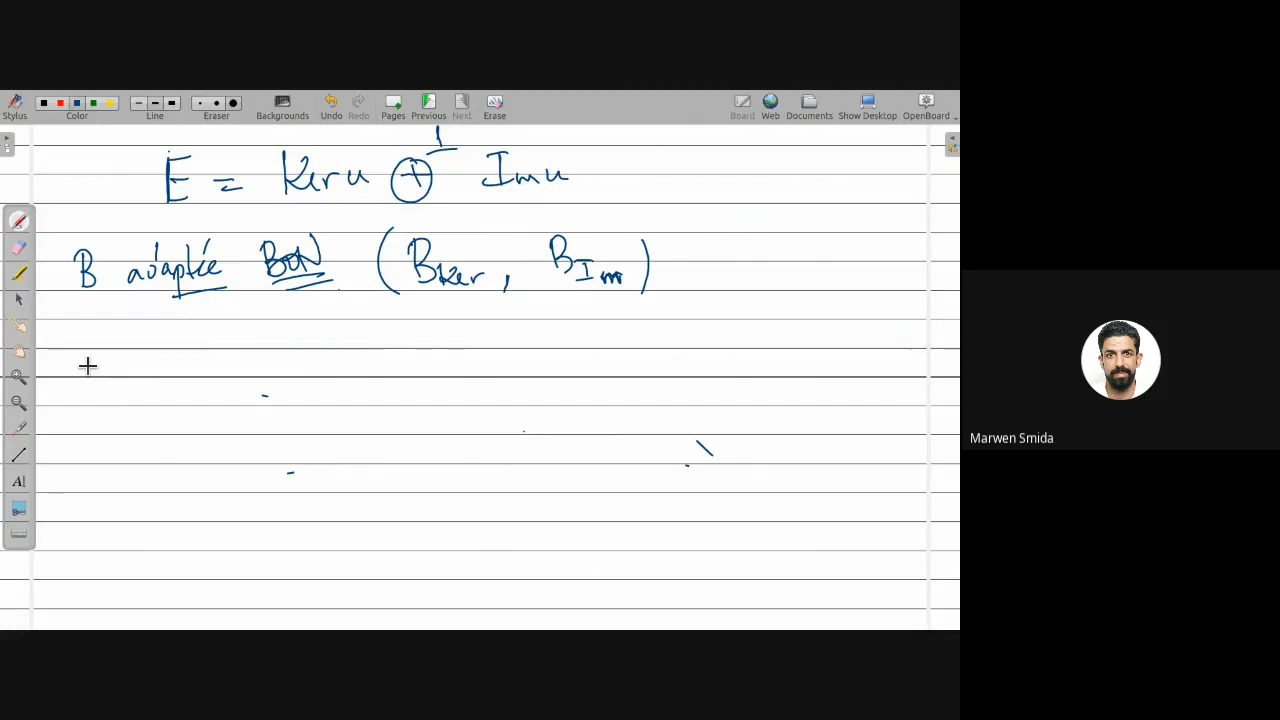 Stylus Color Line Eraser Backgrounds Undo Redo Pages Previous Next Erase Board Web Documents Show Desktop OpenBoard
E = Ker u ⊕^⊥ Im u
B adaptée BON (B_Ker, B_Im)
Marwen Smida